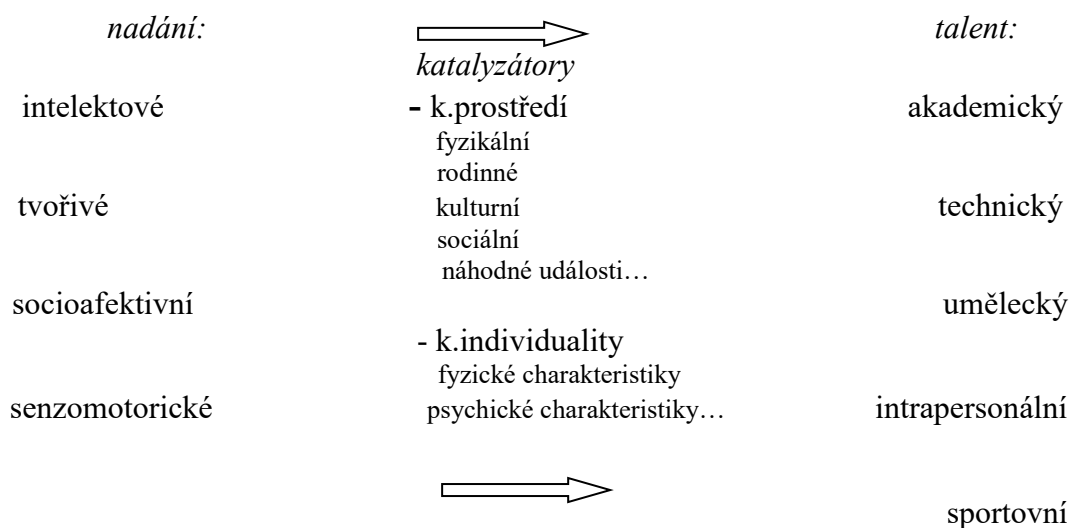 nadání:
talent:
katalyzátory
intelektové
- k.prostředí
akademický
fyzikální
rodinné
tvořivé
kulturní
technický
sociální
náhodné události…
socioafektivní
umělecký
- k.individuality
fyzické charakteristiky
senzomotorické
psychické charakteristiky…
intrapersonální
sportovní